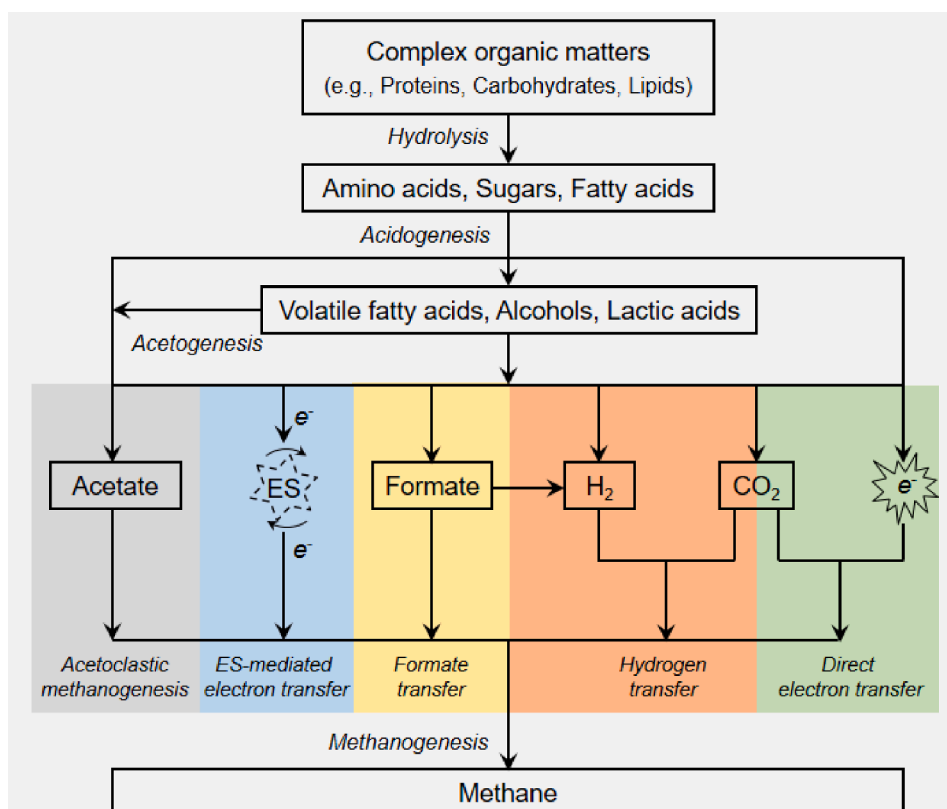 Complex organic matters
(e.g., Proteins, Carbohydrates, Lipids)
Hydrolysis
Amino acids, Sugars, Fatty acids
Acidogenesis
Volatile fatty acids, Alcohols, Lactic acids
Acetogenesis
e-
Acetate
ES
Formate
H2
CO2
e-
e-
Acetoclastic
methanogenesis
ES-mediated
electron transfer
Formate
transfer
Hydrogen
transfer
Direct
electron transfer
Methanogenesis
Methane